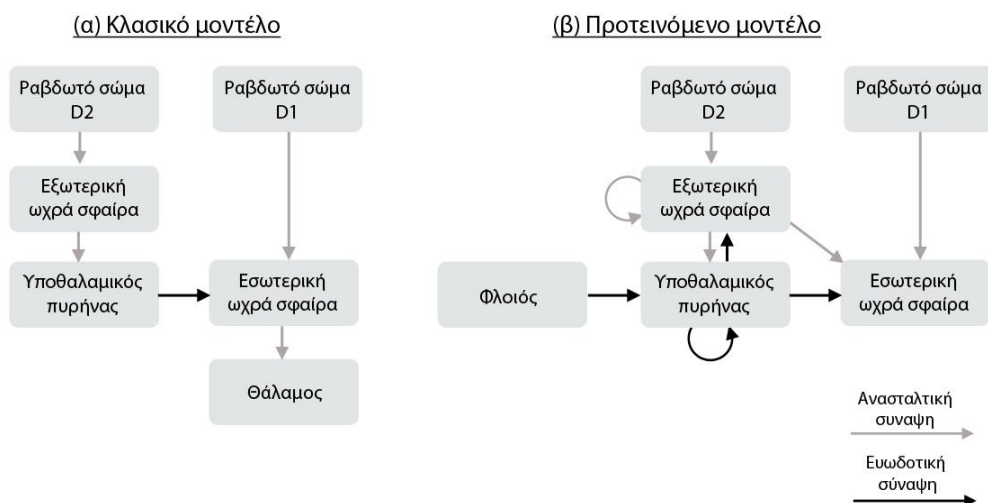 (α) Κλασικό μοντέλο
Ραβδωτό σώμα
D2
Ραβδωτό σώμα
D1
Εξωτερική
ωχρά σφαίρα
Υποθαλαμικός
πυρήνας
Εσωτερική
ωχρά σφαίρα
Θάλαμος
(β) Προτεινόμενο μοντέλο
Ραβδωτό σώμα
D2
Ραβδωτό σώμα
D1
Εξωτερική
ωχρά σφαίρα
Φλοιός
Υποθαλαμικός
πυρήνας
Εσωτερική
ωχρά σφαίρα
Ανασταλτική
συναψη
Ευωδοτική
σύναψη